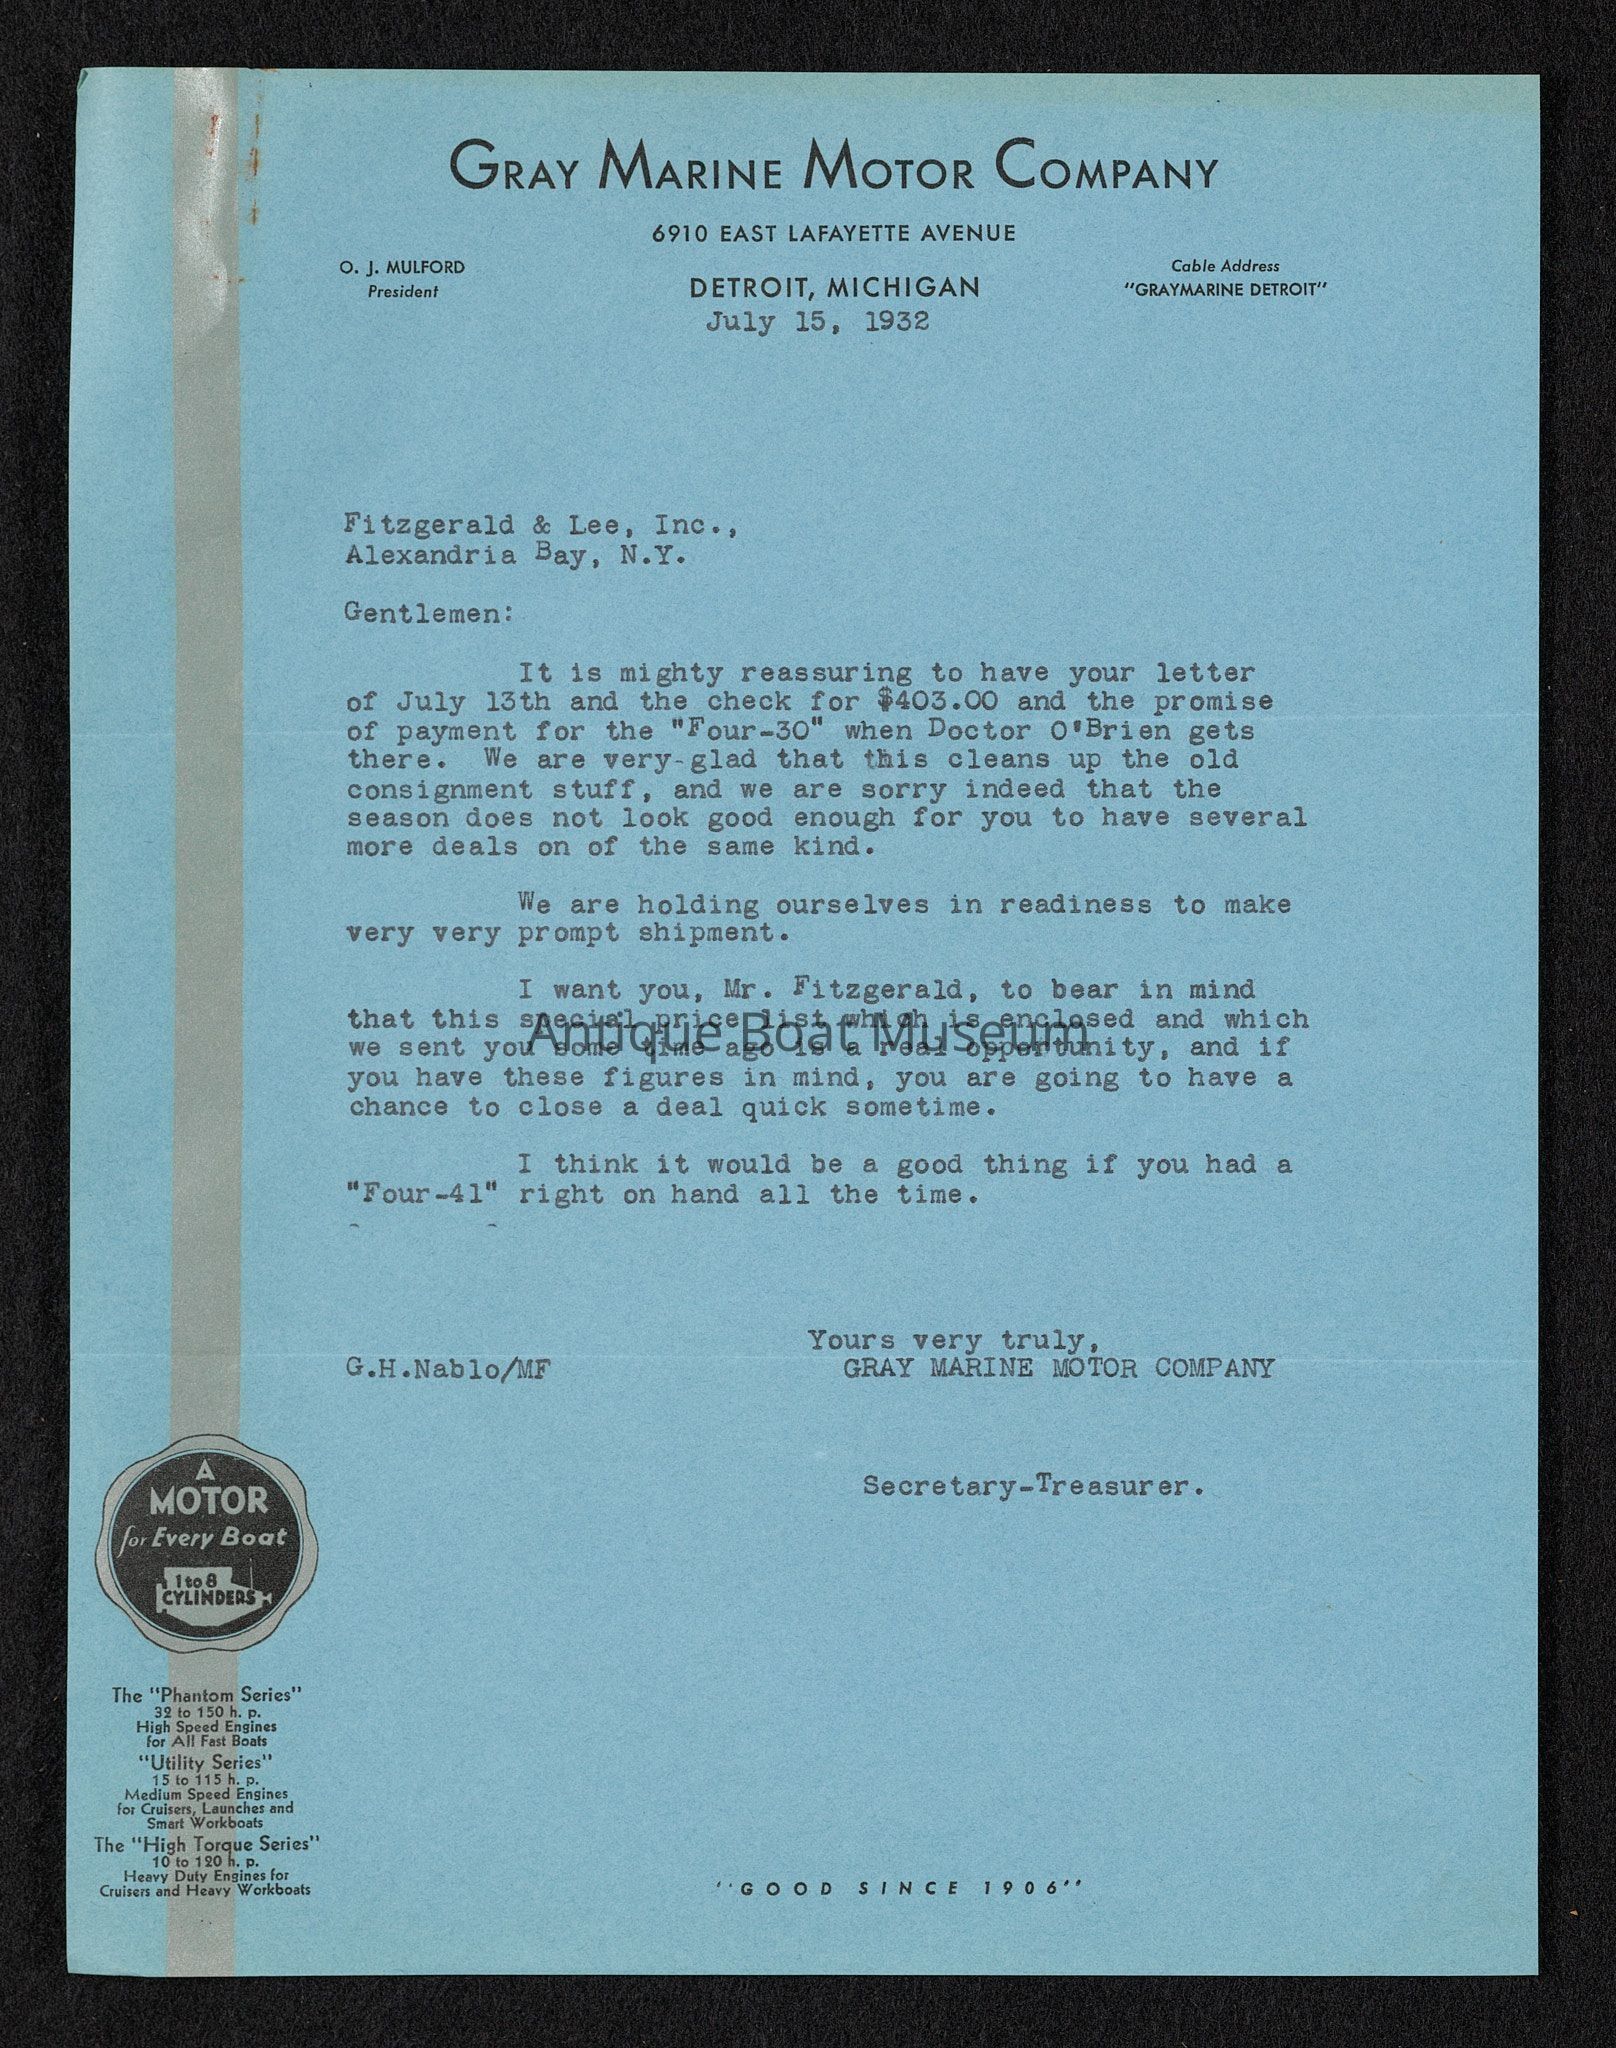 GRAY MARINE MOTOR COMPANY
6910 EAST LAFAYETTE AVENUE
O. J. MULFORD
President
DETROIT, MICHIGAN
Cable Address
"GRAYMARINE DETROIT"
July 15, 1932
Fitzgerald & Lee, Inc.,
Alexandria Bay, N.Y.
Gentlemen:
It is mighty reassuring to have your letter
of July 13th and the check for $403.00 and the promise
of payment for the "Four-30" when Doctor O'Brien gets
there. We are very-glad that this cleans up the old
consignment stuff, and we are sorry indeed that the
season does not look good enough for you to have several
more deals on of the same kind.
We are holding ourselves in readiness to make
very very prompt shipment.
I want you, Mr. Fitzgerald, to bear in mind
that this special price list which is enclosed and which
Antique Boat Museum
we sent you some time ago is a real opportunity, and if
you have these figures in mind, you are going to have a
chance to close a deal quick sometime.
I think it would be a good thing if you had a
"Four-41" right on hand all the time.
Yours very truly,
G.H.Nablo/MF
GRAY MARINE MOTOR COMPANY
Secretary-Treasurer.
A
MOTOR
for Every Boat
1 to 8
CYLINDERS
The "Phantom Series"
32 to 150 h. p.
High Speed Engines
for All Fast Boats
"Utility Series"
15 to 115 h. p.
Medium Speed Engines
for Cruisers, Launches and
Smart Workboats
The "High Torque Series"
10 to 120 h. p.
Heavy Duty Engines for
Cruisers and Heavy Workboats
"GOOD SINCE 1906"